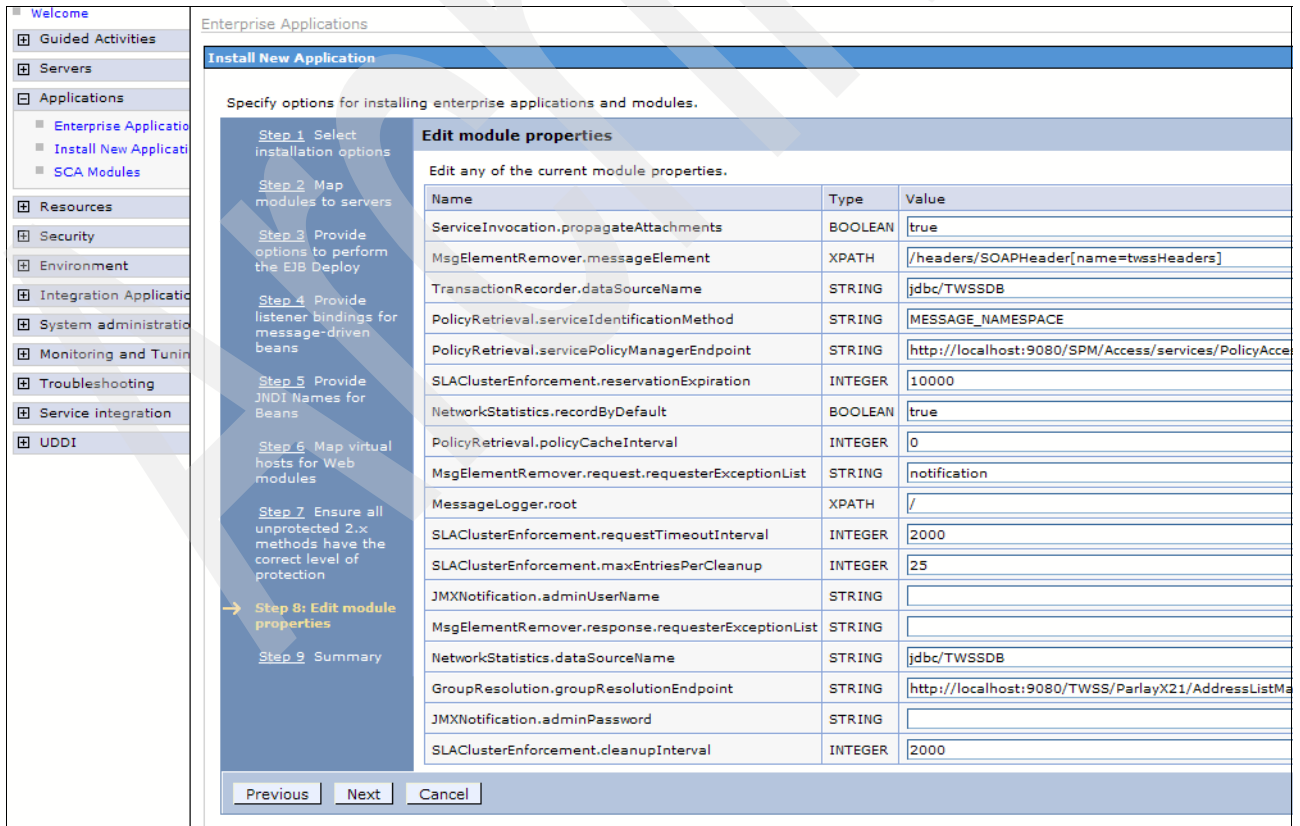 Welcome
Guided Activities
Servers
Applications
Enterprise Applicatio
Install New Applicati
SCA Modules
Resources
Security
Environment
Integration Applicatio
System administratio
Monitoring and Tunin
Troubleshooting
Service integration
UDDI
Enterprise Applications
Install New Application
Specify options for installing enterprise applications and modules.
Step 1 Select
installation options
Step 2 Map
modules to servers
Step 3 Provide
options to perform
the EJB Deploy
Step 4 Provide
listener bindings for
message-driven
beans
Step 5 Provide
JNDI Names for
Beans
Step 6 Map virtual
hosts for Web
modules
Step 7 Ensure all
unprotected 2.x
methods have the
correct level of
protection
Step 8: Edit module
properties
Step 9 Summary
Edit module properties
Edit any of the current module properties.
Name Type Value
ServiceInvocation.propagateAttachments BOOLEAN true
MsgElementRemover.messageElement XPATH /headers/SOAPHeader[name=twssHeaders]
TransactionRecorder.dataSourceName STRING jdbc/TWSSDB
PolicyRetrieval.serviceIdentificationMethod STRING MESSAGE_NAMESPACE
PolicyRetrieval.servicePolicyManagerEndpoint STRING http://localhost:9080/SPM/Access/services/PolicyAcce
SLAClusterEnforcement.reservationExpiration INTEGER 10000
NetworkStatistics.recordByDefault BOOLEAN true
PolicyRetrieval.policyCacheInterval INTEGER 0
MsgElementRemover.request.requesterExceptionList STRING notification
MessageLogger.root XPATH /
SLAClusterEnforcement.requestTimeoutInterval INTEGER 2000
SLAClusterEnforcement.maxEntriesPerCleanup INTEGER 25
JMXNotification.adminUserName STRING
MsgElementRemover.response.requesterExceptionList STRING
NetworkStatistics.dataSourceName STRING jdbc/TWSSDB
GroupResolution.groupResolutionEndpoint STRING http://localhost:9080/TWSS/ParlayX21/AddressListMa
JMXNotification.adminPassword STRING
SLAClusterEnforcement.cleanupInterval INTEGER 2000
Previous Next Cancel